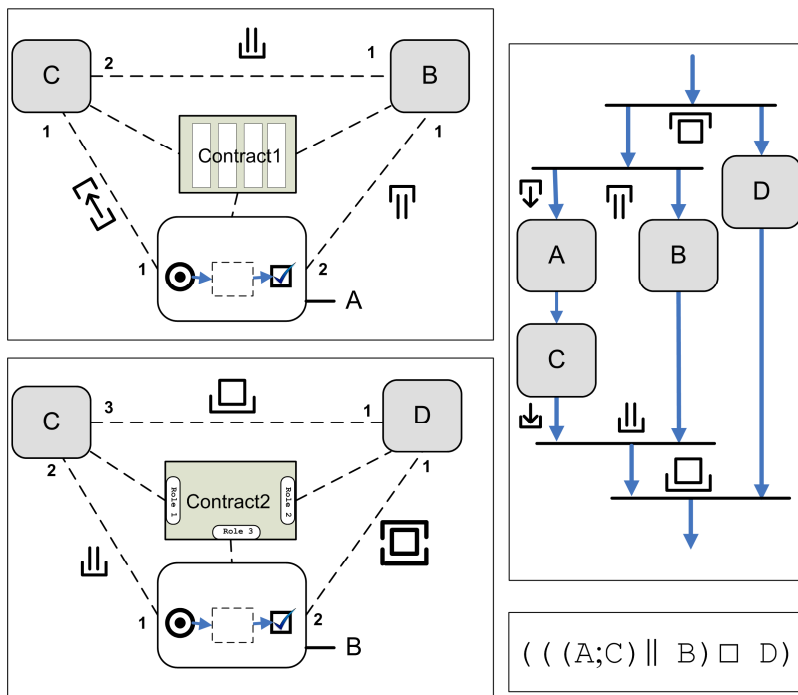 C
2
1
B
1
Contract1
1
1
2
A
C
3
1
D
2
1
Role 1
Contract2
Role 2
Role 3
1
2
B
D
A
B
C
(((A;C)‖ B)□ D)